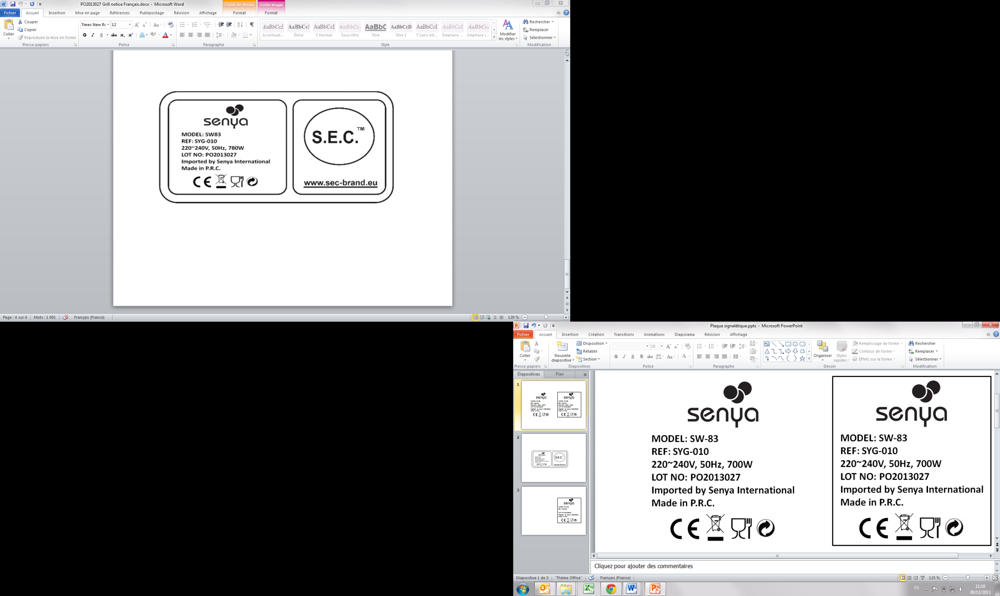 PO2013027 Grill notice Français.docx - Microsoft Word
Outils de dessin
Outils Image
Fichier
Accueil
Insertion
Mise en page
Références
Publipostage
Révision
Affichage
Format
Format
Coller
Couper
Copier
Reproduire la mise en forme
Presse-papiers
Times New R
12
Police
Paragraphe
AaBbCcL
Accentuat...
AaBbCcI
Élevé
AaBbCcI
¶ Normal
AaBbCc.
Sous-titre
AaBbC
Titre
AaBbCcD
Titre 1
AaBbCcI
¶ Sans int...
AaBbCcL
Emphase ...
AaBbCc.
Emphase i...
Style
Modifier
les styles
Rechercher
Remplacer
Sélectionner
Modification
senya
MODEL: SW83
REF: SYG-010
220~240V, 50Hz, 780W
LOT NO: PO2013027
Imported by Senya International
Made in P.R.C.
CE
S.E.C.™
www.sec-brand.eu
Page : 4 sur 4
Mots : 1 001
Français (France)
120 %
Plaque signalétique.pptx - Microsoft PowerPoint
Fichier
Accueil
Insertion
Création
Transitions
Animations
Diaporama
Révision
Affichage
Coller
Presse-papiers
Nouvelle
diapositive
Disposition
Rétablir
Section
Diapositives
18
Police
Paragraphe
Organiser
Styles
rapides
Remplissage de forme
Contour de forme
Effets sur la forme
Dessin
Rechercher
Remplacer
Sélectionner
Modification
Diapositives
Plan
1
2
3
senya
MODEL: SW-83
REF: SYG-010
220~240V, 50Hz, 700W
LOT NO: PO2013027
Imported by Senya International
Made in P.R.C.
CE
senya
MODEL: SW-83
REF: SYG-010
220~240V, 50Hz, 700W
LOT NO: PO2013027
Imported by Senya International
Made in P.R.C.
CE
Cliquez pour ajouter des commentaires
Diapositive 1 de 3
"Thème Office"
Français (France)
125 %
FR
11:10
30/12/2013